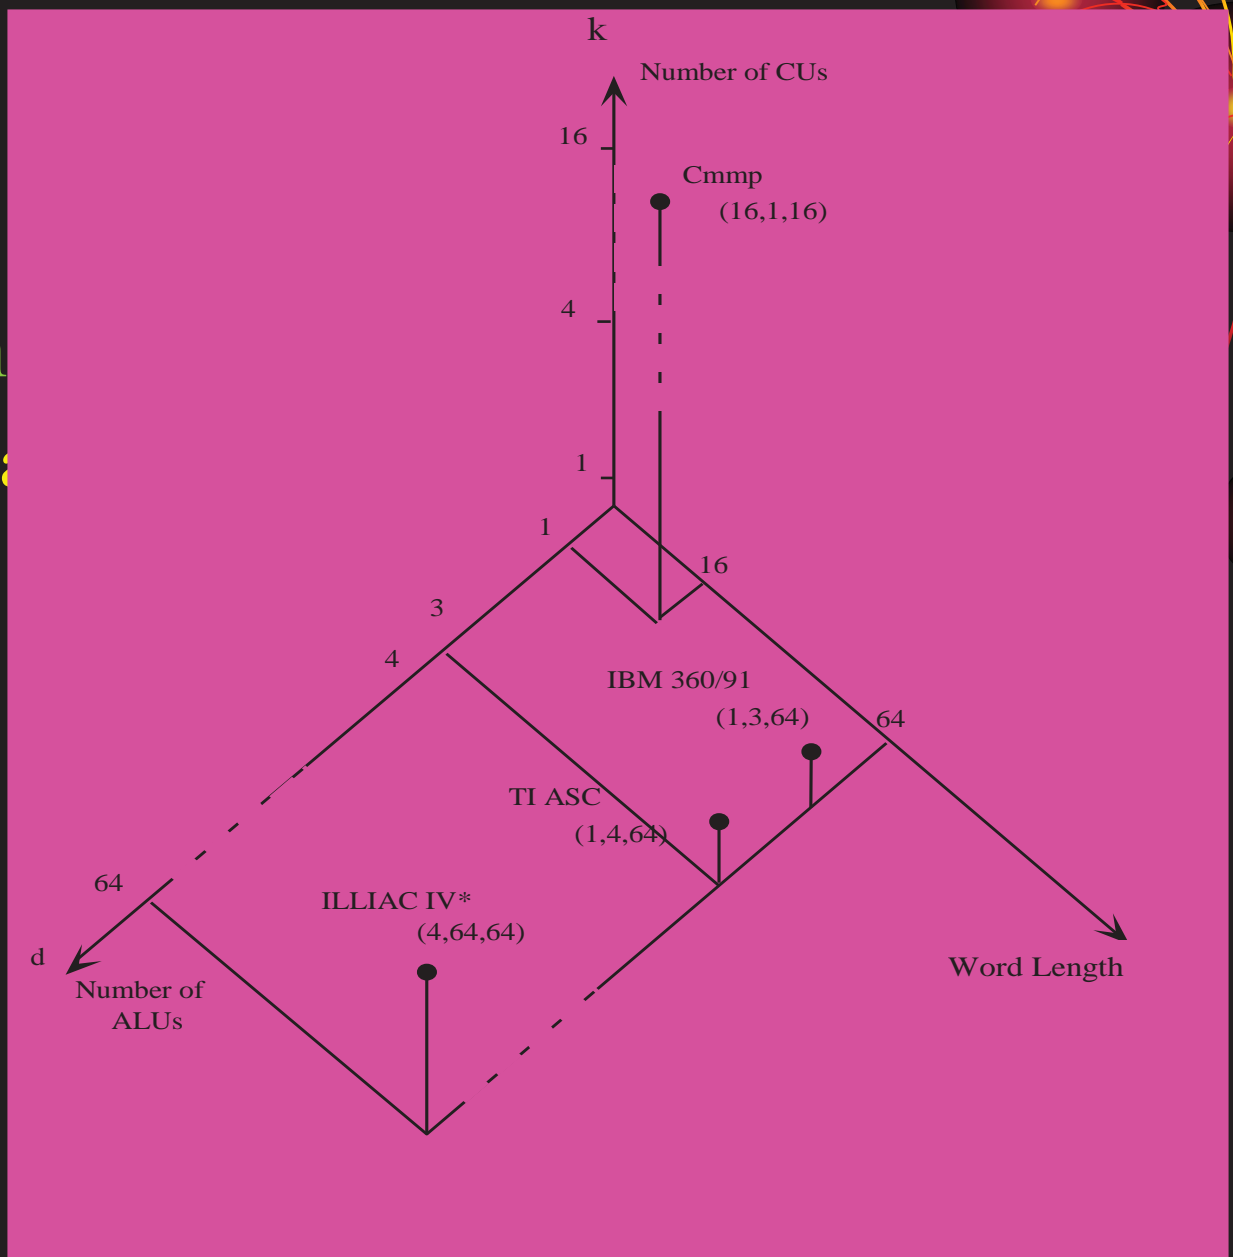 k
Number of CUs
16
Cmmp
(16,1,16)
4
1
1
16
3
4
IBM 360/91
(1,3,64)
64
TI ASC
(1,4,64)
64
ILLIAC IV*
(4,64,64)
d
Number of
ALUs
Word Length